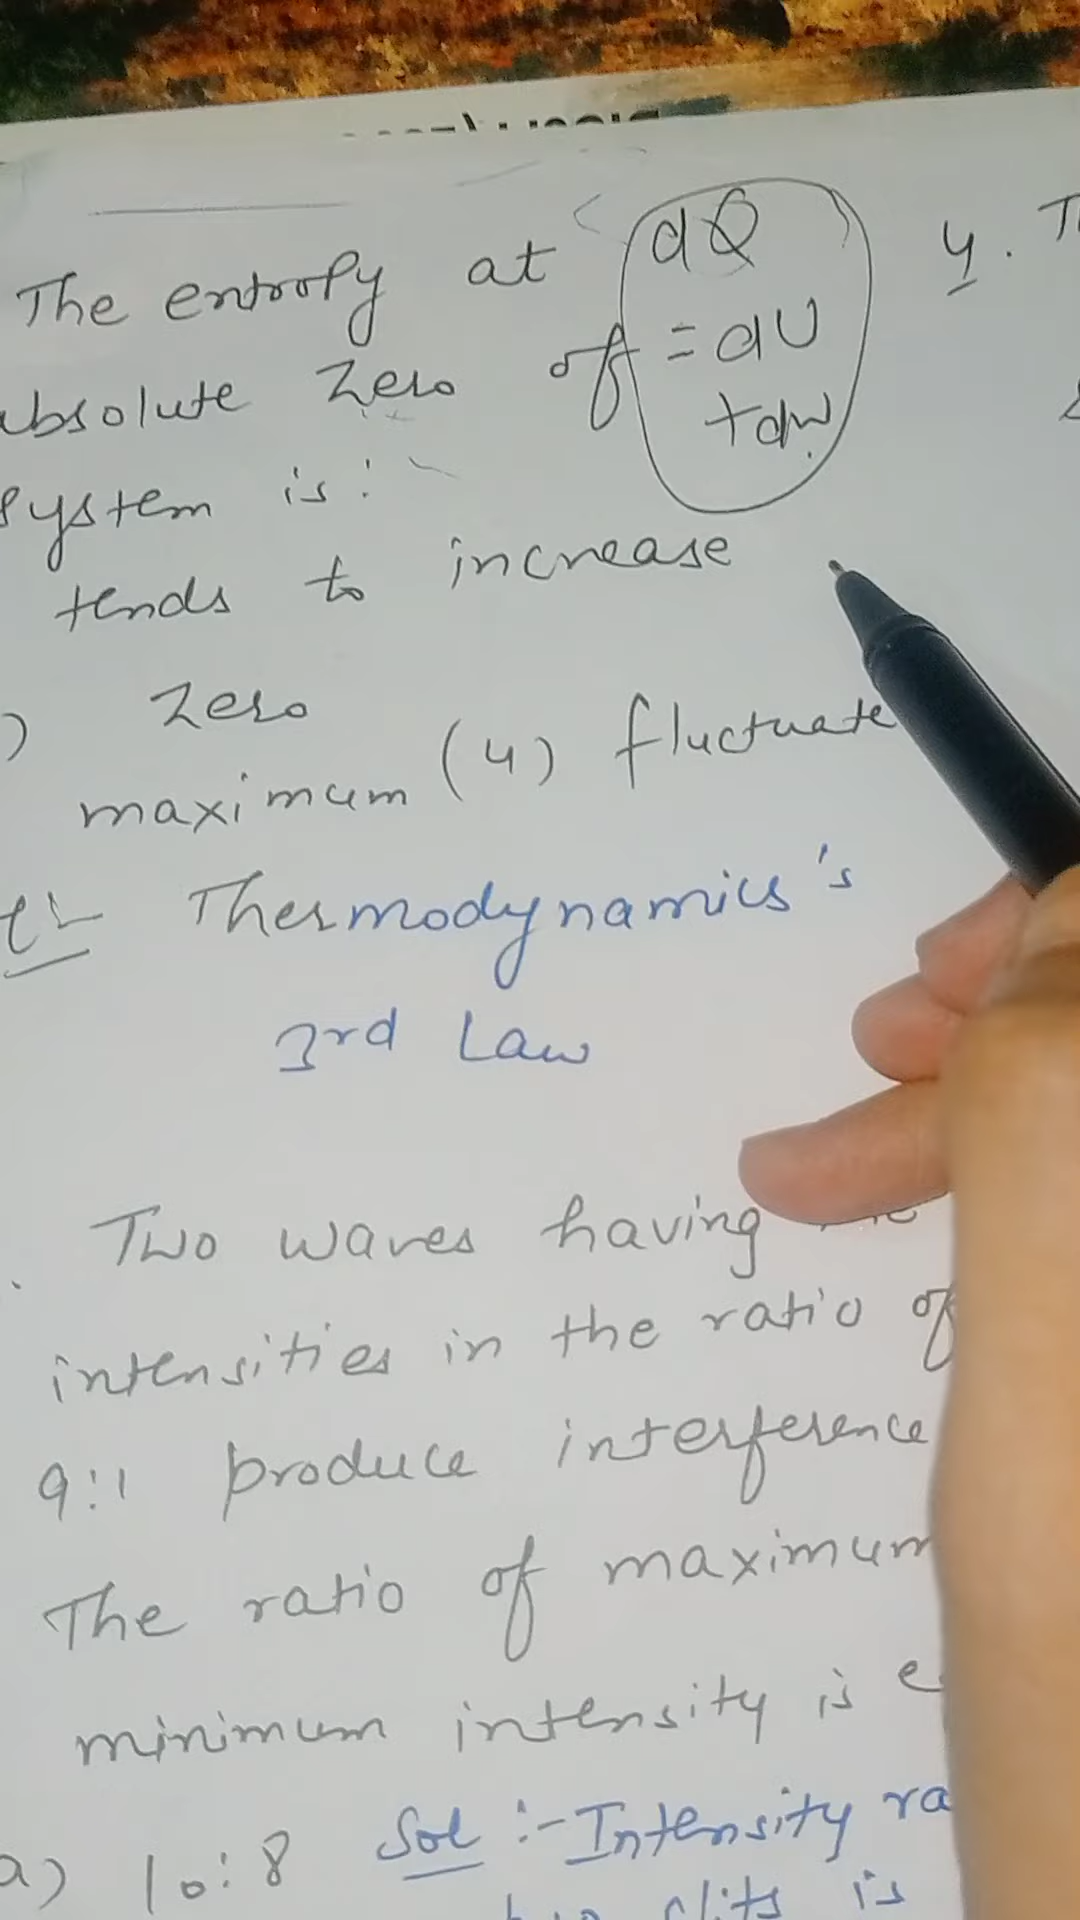 The entropy at
absolute zero of
system is:
dQ
= dU
+ dw
4. T
tends to increase
) zero
maximum (4) fluctuate
Thermodynamics's
3rd Law
Two waves having
intensities in the ratio of
9:1 produce interference
The ratio of maximum
minimum intensity is e
a) 10:8 Sol :- Intensity ra
slits is